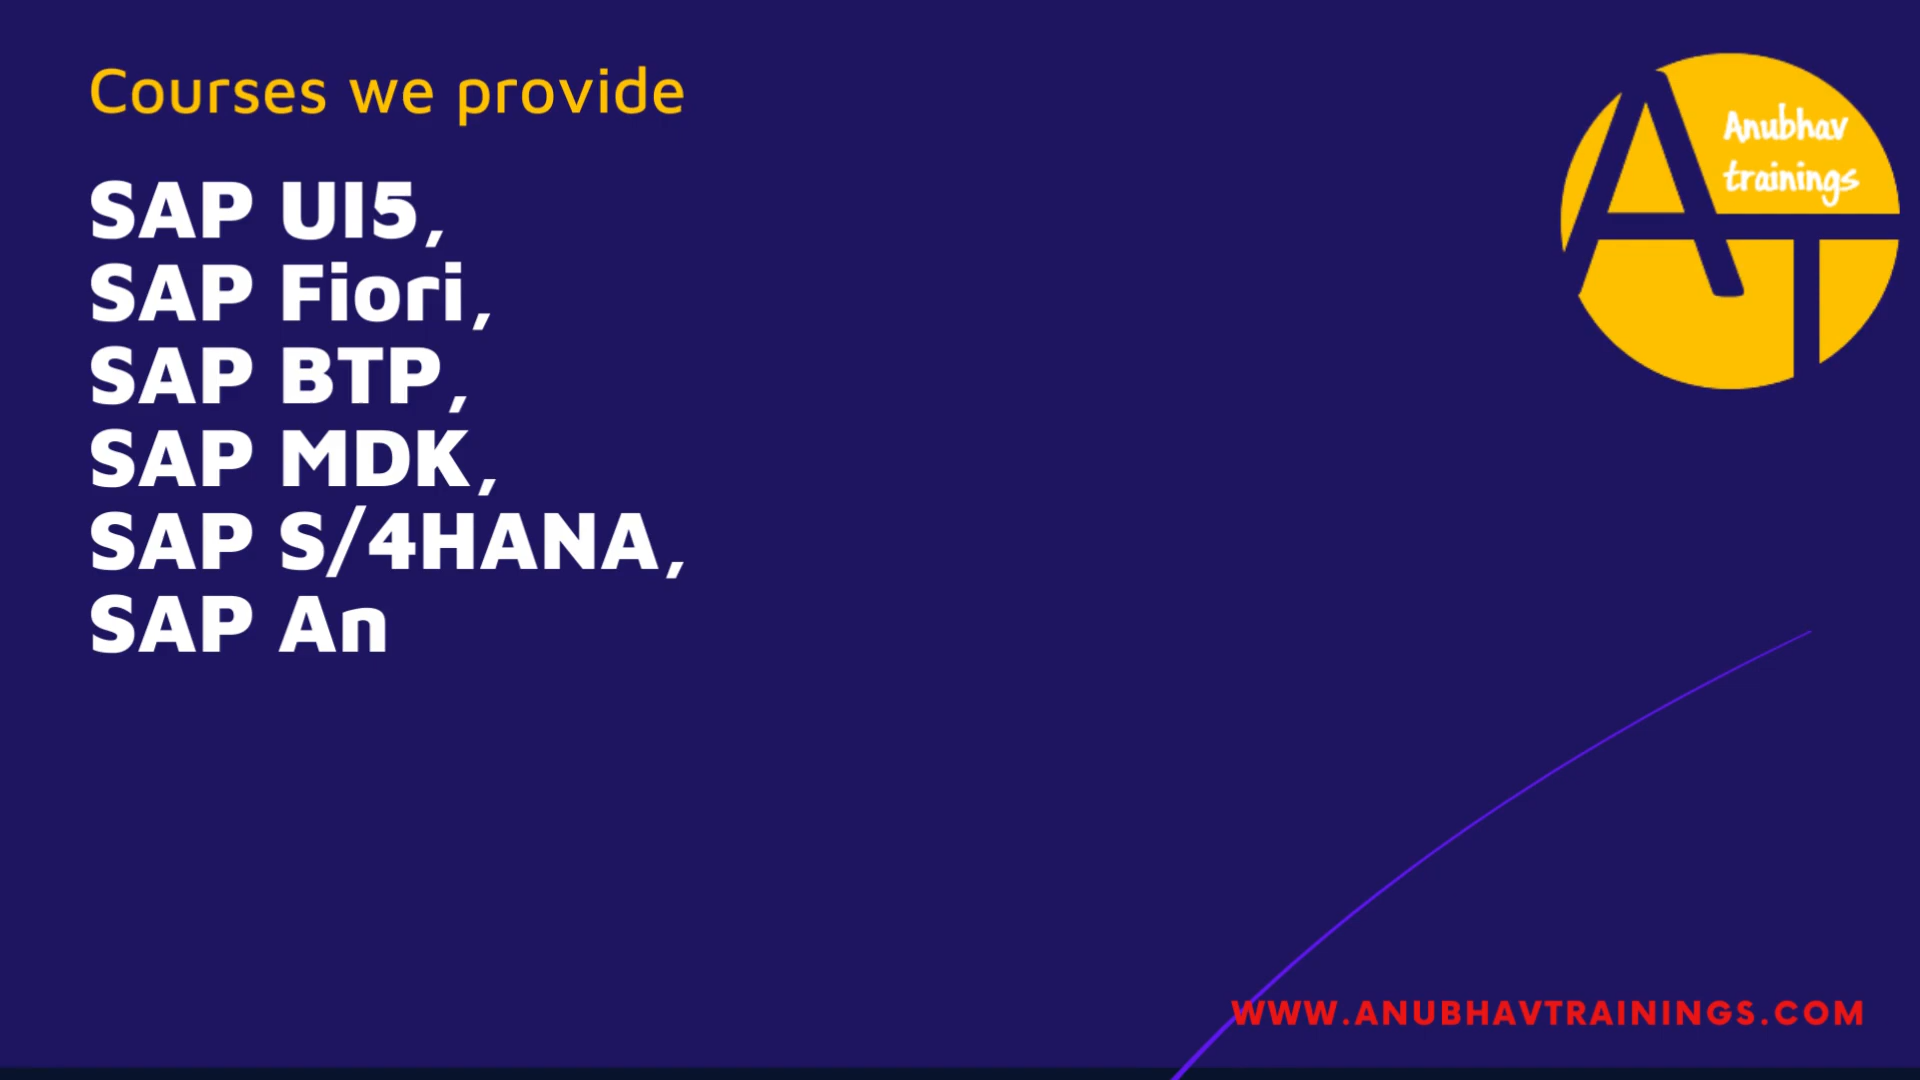 Courses we provide
SAP UI5,
SAP Fiori,
SAP BTP,
SAP MDK,
SAP S/4HANA,
SAP An
Anubhav
trainings
WWW.ANUBHAVTRAININGS.COM